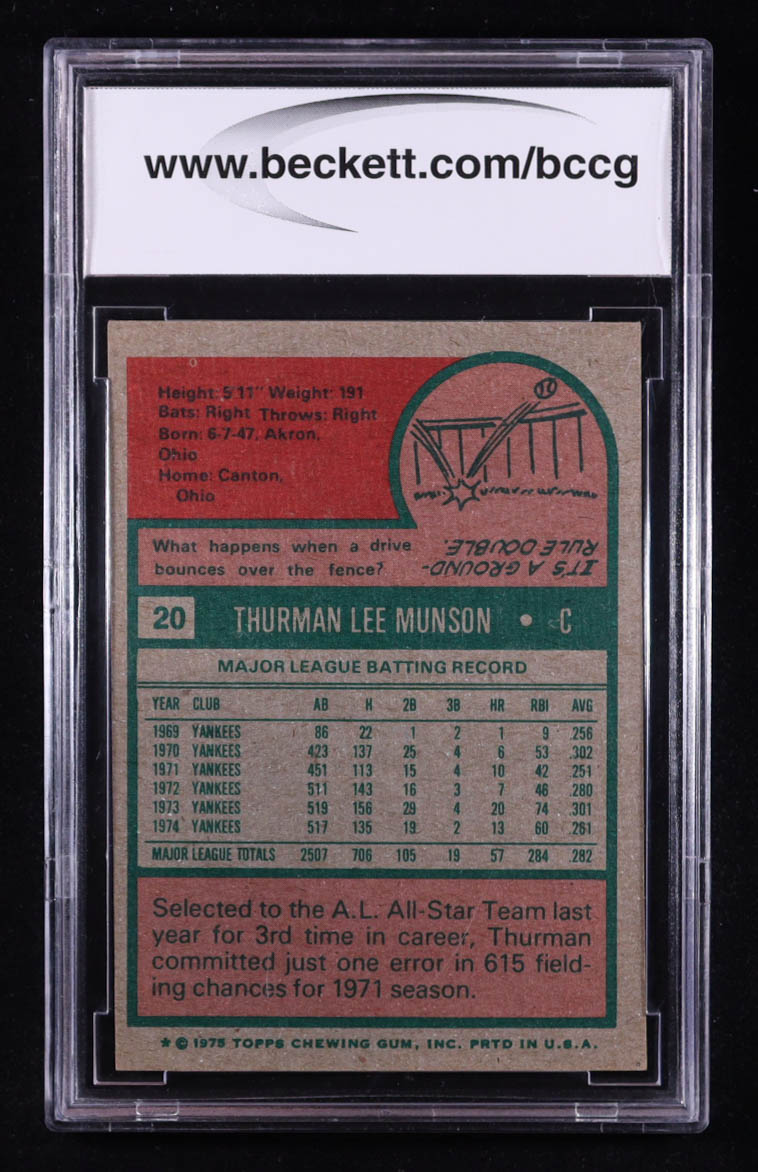 www.beckett.com/bccg
Height: 5'11" Weight: 191
Bats: Right Throws: Right
Born: 6-7-47, Akron,
Ohio
Home: Canton,
Ohio
What happens when a drive
bounces over the fence?
IT'S A GROUND-
RULE DOUBLE.
20 THURMAN LEE MUNSON • C
MAJOR LEAGUE BATTING RECORD
YEAR CLUB AB H 2B 3B HR RBI AVG
1969 YANKEES 86 22 1 2 1 9 .256
1970 YANKEES 423 137 25 4 6 53 .302
1971 YANKEES 451 113 15 4 10 42 .251
1972 YANKEES 511 143 16 3 7 46 .280
1973 YANKEES 519 156 29 4 20 74 .301
1974 YANKEES 517 135 19 2 13 60 .261
MAJOR LEAGUE TOTALS 2507 706 105 19 57 284 .282
Selected to the A.L. All-Star Team last
year for 3rd time in career, Thurman
committed just one error in 615 field-
ing chances for 1971 season.
* © 1975 TOPPS CHEWING GUM, INC. PRTD IN U.S.A.